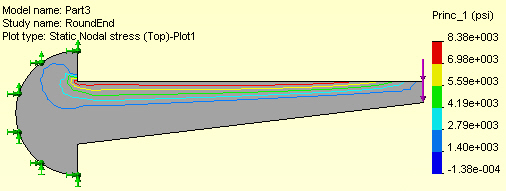 Model name: Part3
Study name: RoundEnd
Plot type: Static Nodal stress (Top)-Plot1
Princ_1 (psi)
8.38e+003
6.98e+003
5.59e+003
4.19e+003
2.79e+003
1.40e+003
-1.38e-004